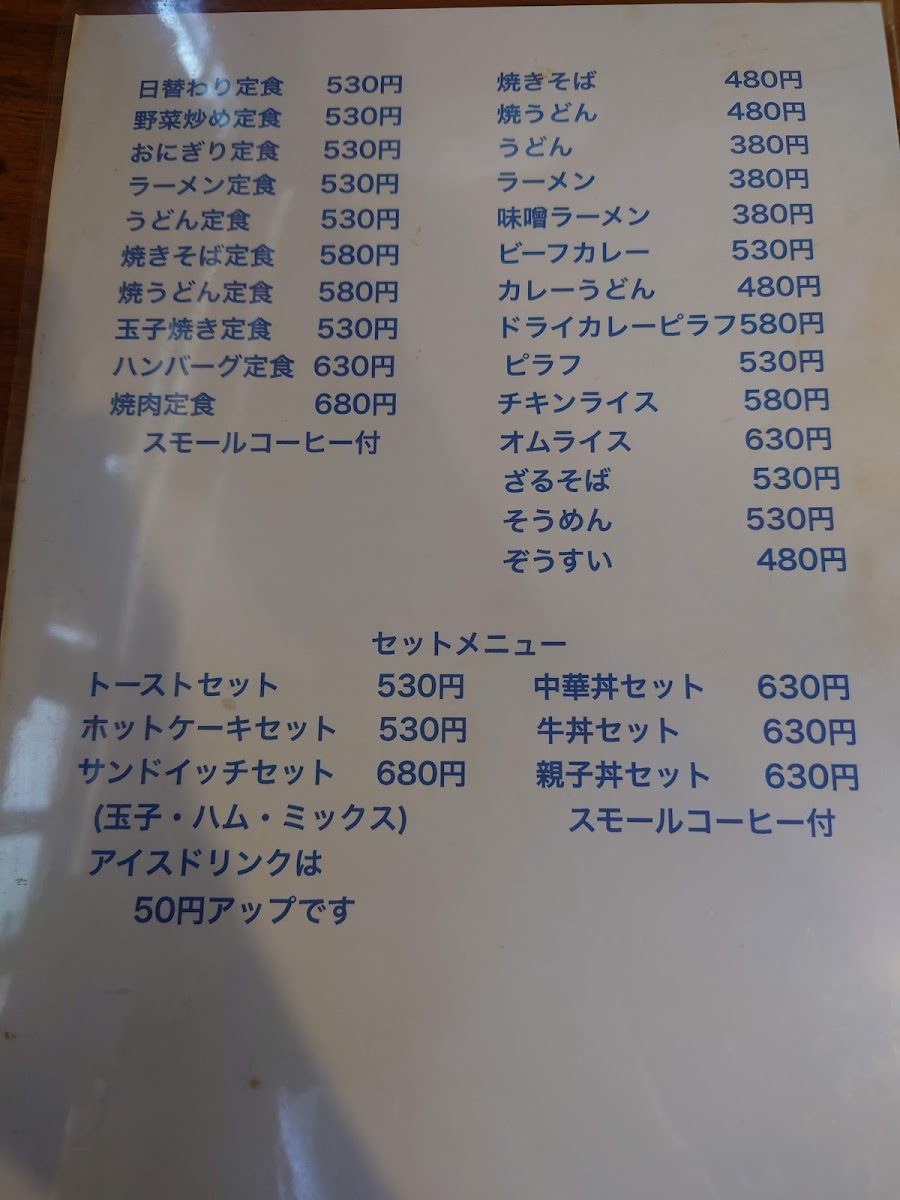 日替わり定食 530円
野菜炒め定食 530円
おにぎり定食 530円
ラーメン定食 530円
うどん定食 530円
焼きそば定食 580円
焼うどん定食 580円
玉子焼き定食 530円
ハンバーグ定食 630円
焼肉定食 680円
スモールコーヒー付
焼きそば 480円
焼うどん 480円
うどん 380円
ラーメン 380円
味噌ラーメン 380円
ビーフカレー 530円
カレーうどん 480円
ドライカレーピラフ580円
ピラフ 530円
チキンライス 580円
オムライス 630円
ざるそば 530円
そうめん 530円
ぞうすい 480円
セットメニュー
トーストセット 530円
ホットケーキセット 530円
サンドイッチセット 680円
(玉子・ハム・ミックス)
アイスドリンクは
50円アップです
中華丼セット 630円
牛丼セット 630円
親子丼セット 630円
スモールコーヒー付